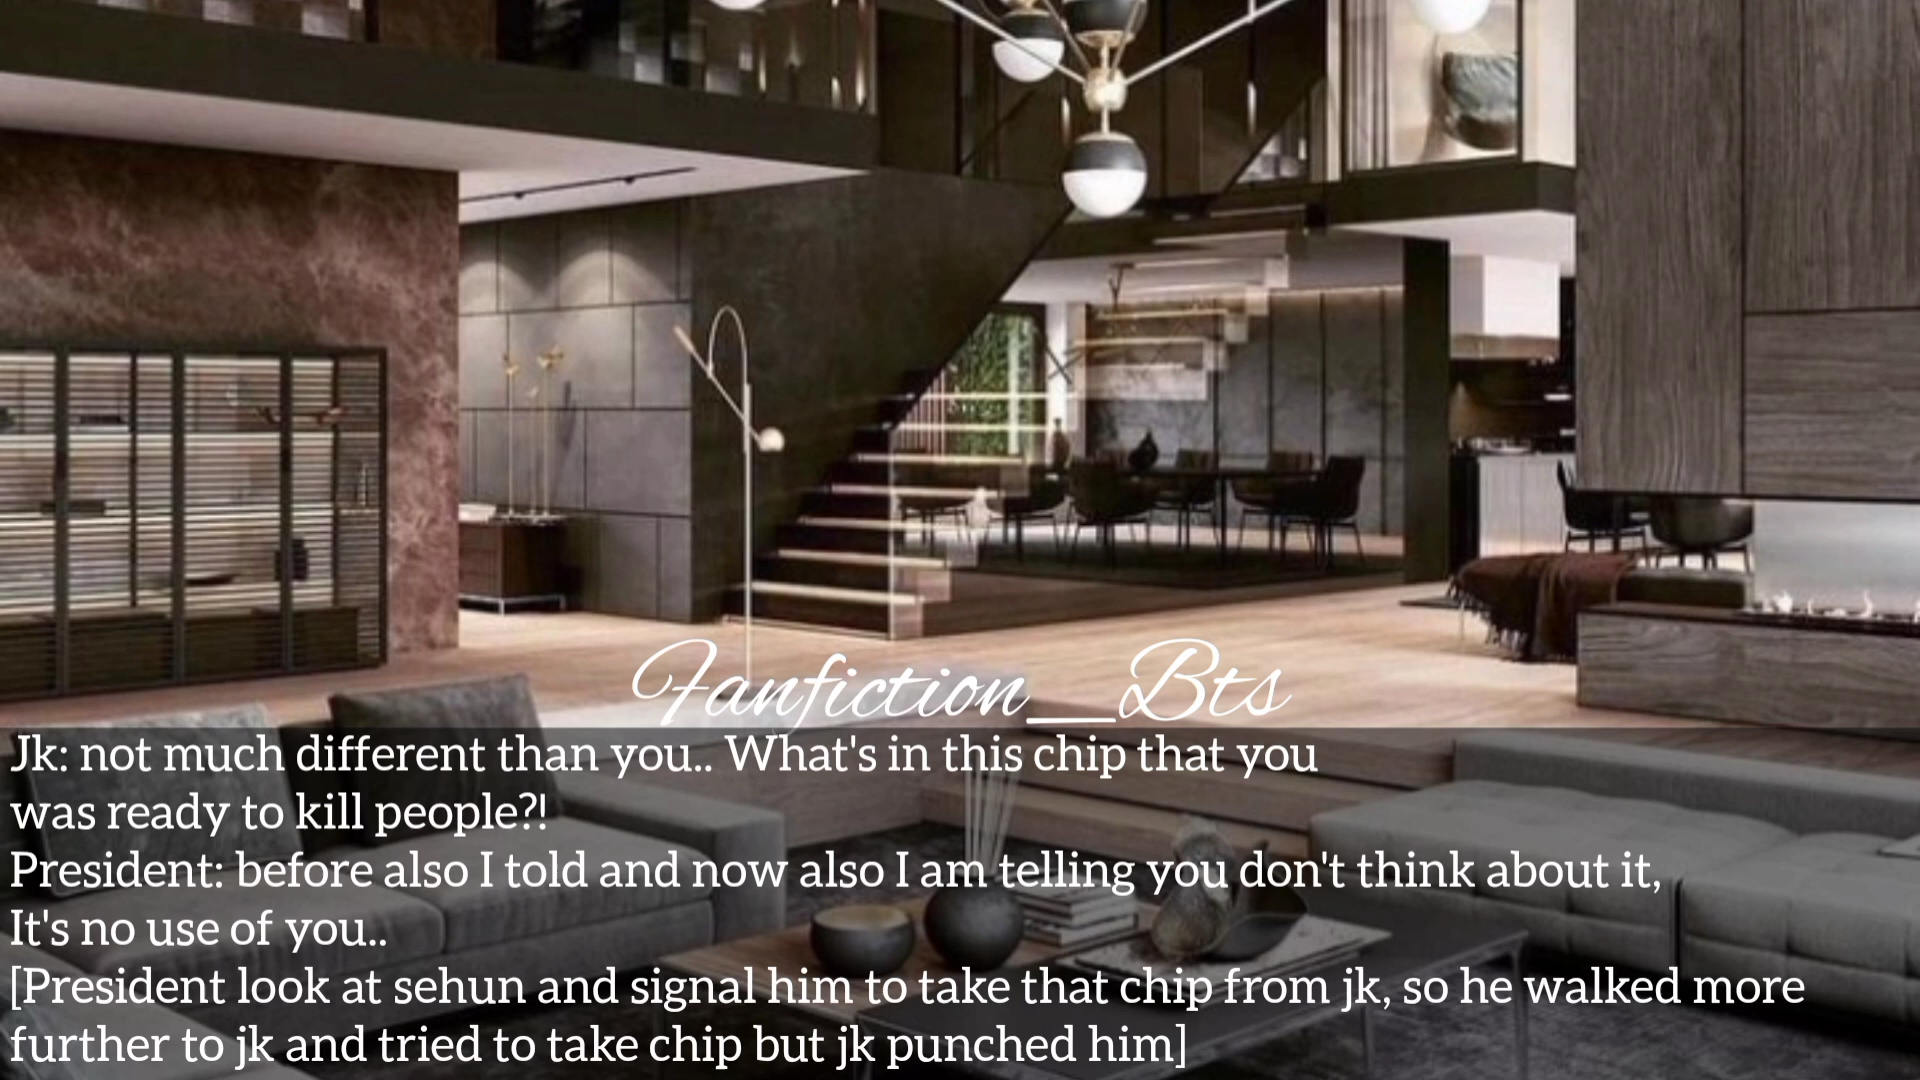 Fanfiction__Bts
Jk: not much different than you.. What's in this chip that you
was ready to kill people?!
President: before also I told and now also I am telling you don't think about it,
It's no use of you..
[President look at sehun and signal him to take that chip from jk, so he walked more
further to jk and tried to take chip but jk punched him]